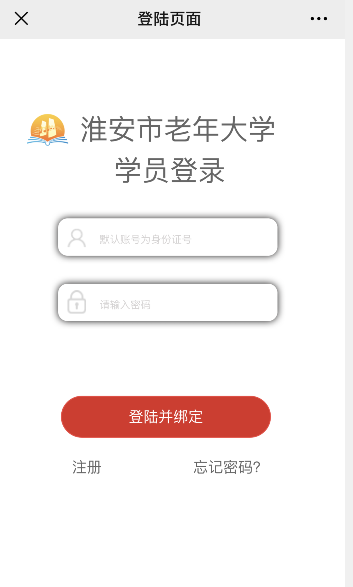 登陆页面
淮安市老年大学
学员登录
默认账号为身份证号
请输入密码
登陆并绑定
注册 忘记密码?